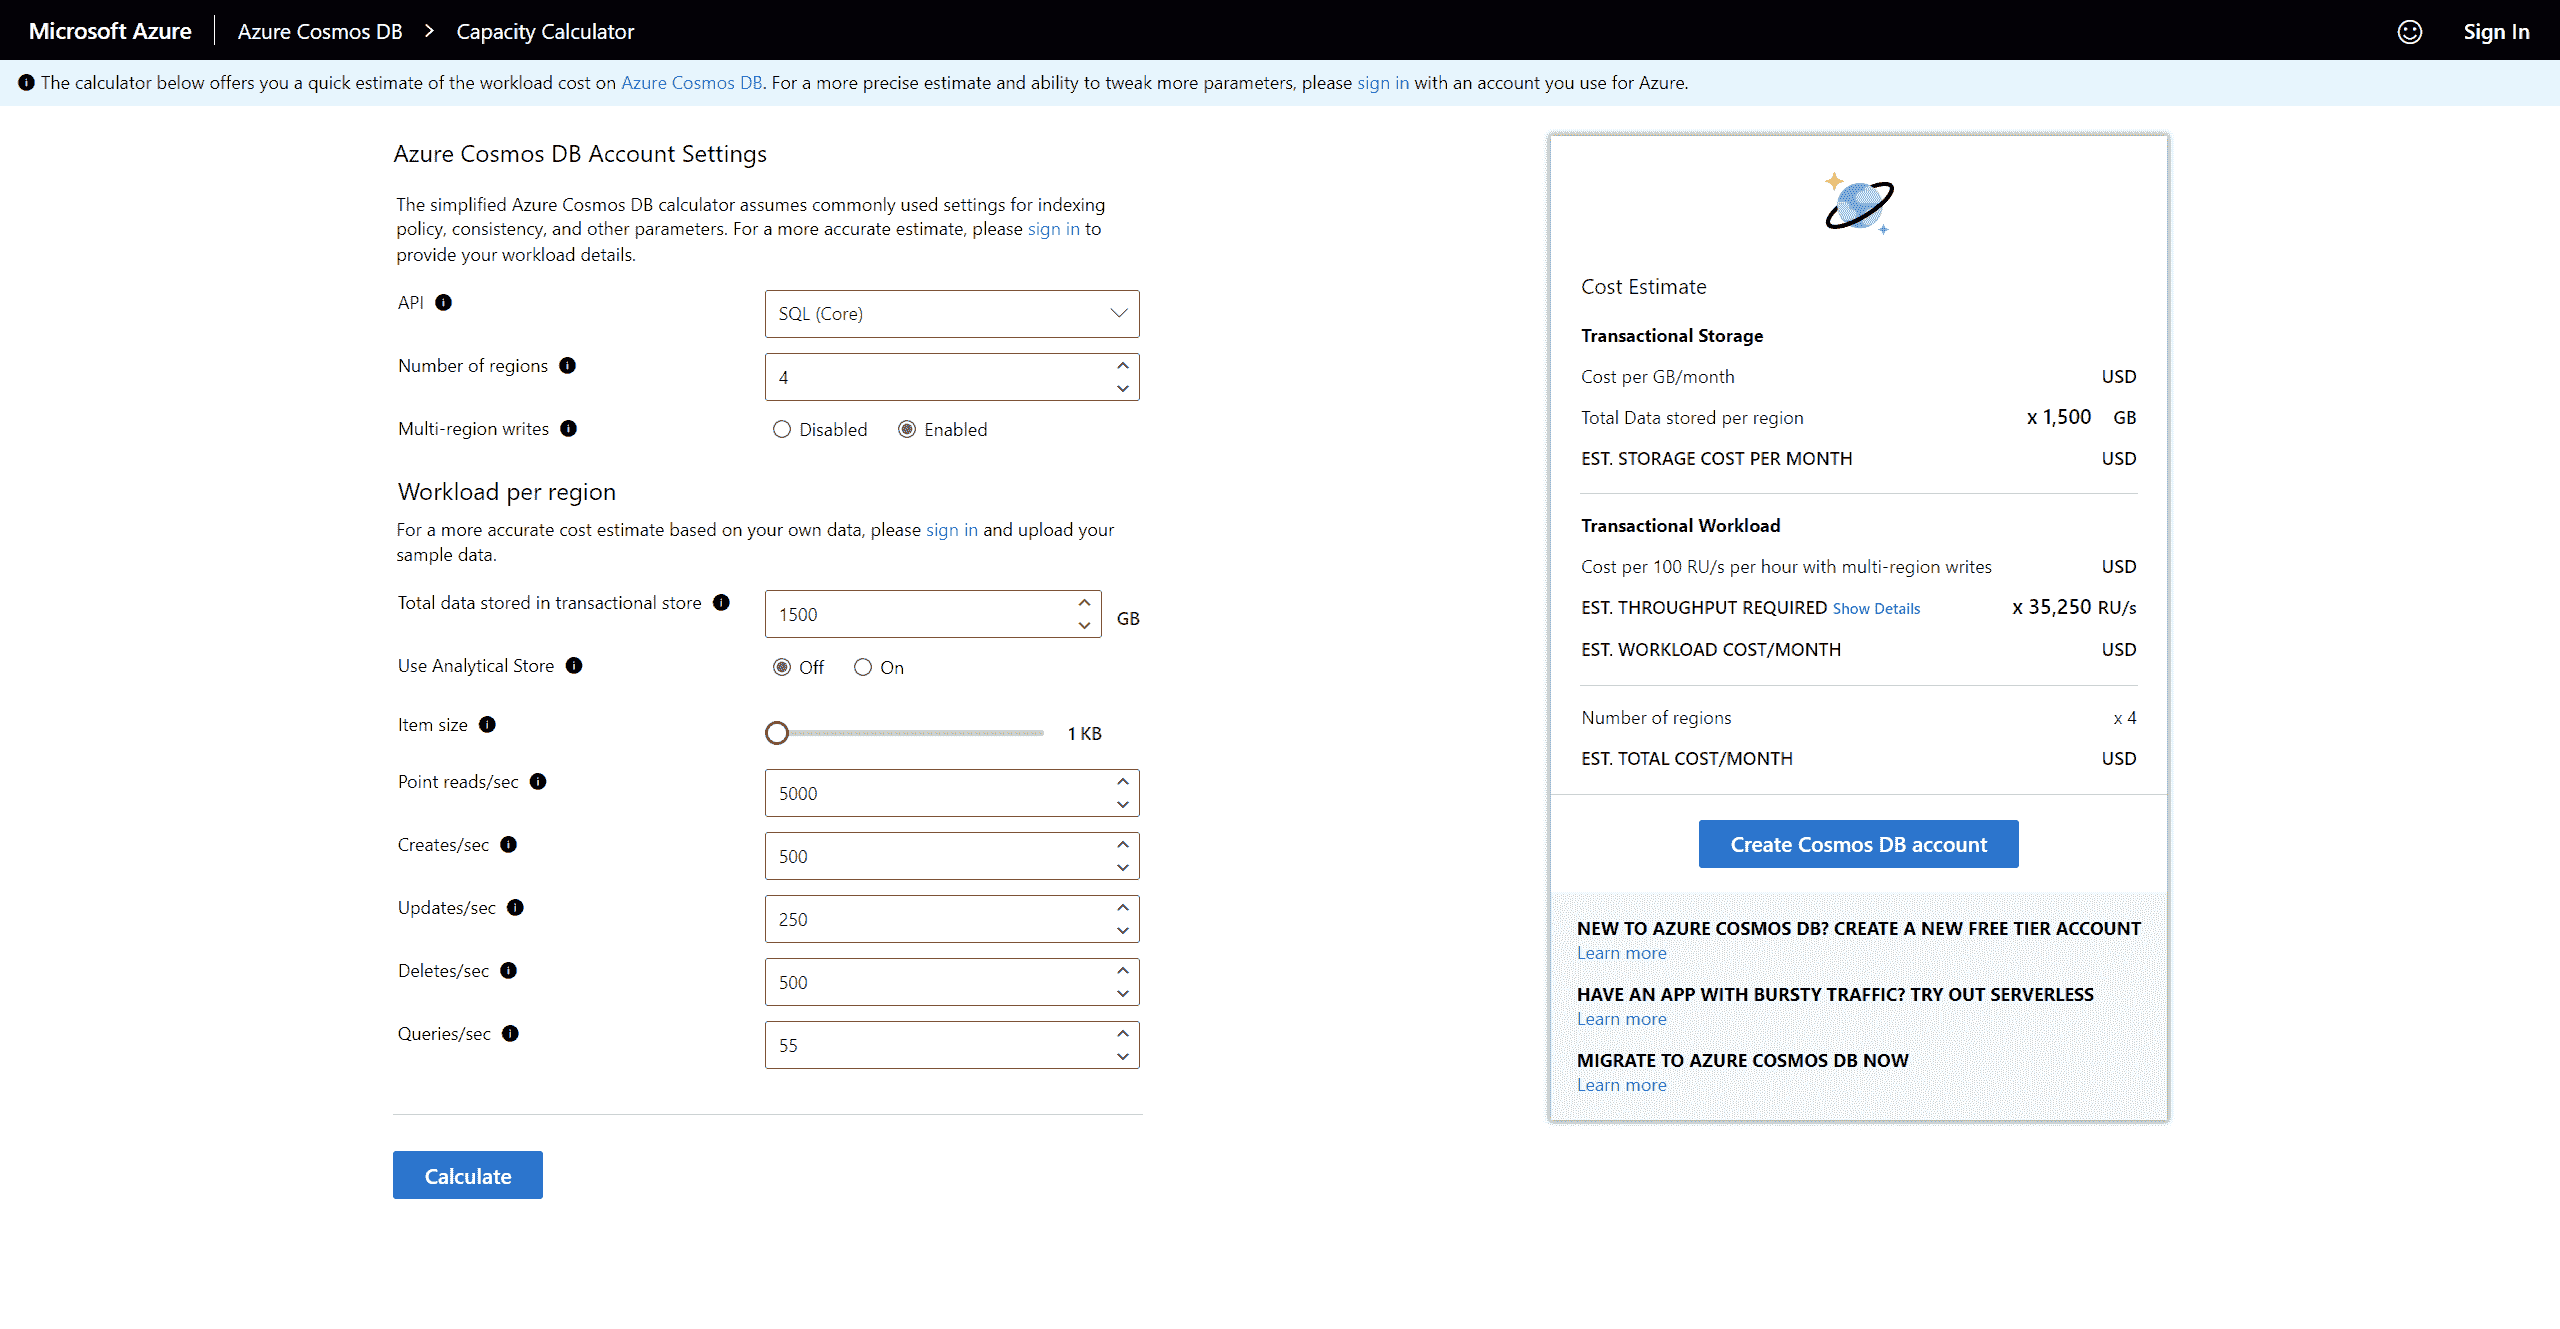 Microsoft Azure Azure Cosmos DB > Capacity Calculator Sign In
The calculator below offers you a quick estimate of the workload cost on Azure Cosmos DB. For a more precise estimate and ability to tweak more parameters, please sign in with an account you use for Azure.
Azure Cosmos DB Account Settings
The simplified Azure Cosmos DB calculator assumes commonly used settings for indexing
policy, consistency, and other parameters. For a more accurate estimate, please sign in to
provide your workload details.
API SQL (Core)
Number of regions 4
Multi-region writes Disabled Enabled
Workload per region
For a more accurate cost estimate based on your own data, please sign in and upload your
sample data.
Total data stored in transactional store 1500 GB
Use Analytical Store Off On
Item size 1 KB
Point reads/sec 5000
Creates/sec 500
Updates/sec 250
Deletes/sec 500
Queries/sec 55
Calculate
Cost Estimate
Transactional Storage
Cost per GB/month USD
Total Data stored per region x 1,500 GB
EST. STORAGE COST PER MONTH USD
Transactional Workload
Cost per 100 RU/s per hour with multi-region writes USD
EST. THROUGHPUT REQUIRED Show Details x 35,250 RU/s
EST. WORKLOAD COST/MONTH USD
Number of regions x 4
EST. TOTAL COST/MONTH USD
Create Cosmos DB account
NEW TO AZURE COSMOS DB? CREATE A NEW FREE TIER ACCOUNT
Learn more
HAVE AN APP WITH BURSTY TRAFFIC? TRY OUT SERVERLESS
Learn more
MIGRATE TO AZURE COSMOS DB NOW
Learn more